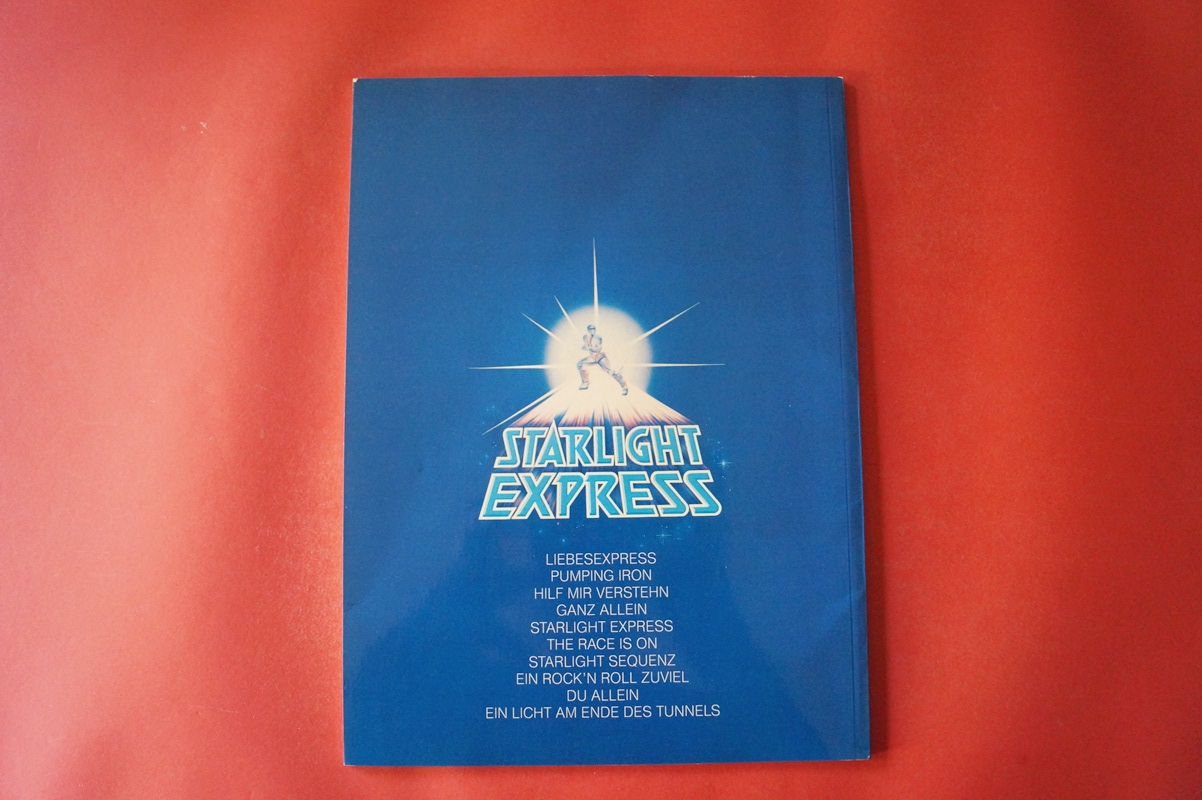 STARLIGHT
EXPRESS
LIEBESEXPRESS
PUMPING IRON
HILF MIR VERSTEHN
GANZ ALLEIN
STARLIGHT EXPRESS
THE RACE IS ON
STARLIGHT SEQUENZ
EIN ROCK'N ROLL ZUVIEL
DU ALLEIN
EIN LICHT AM ENDE DES TUNNELS